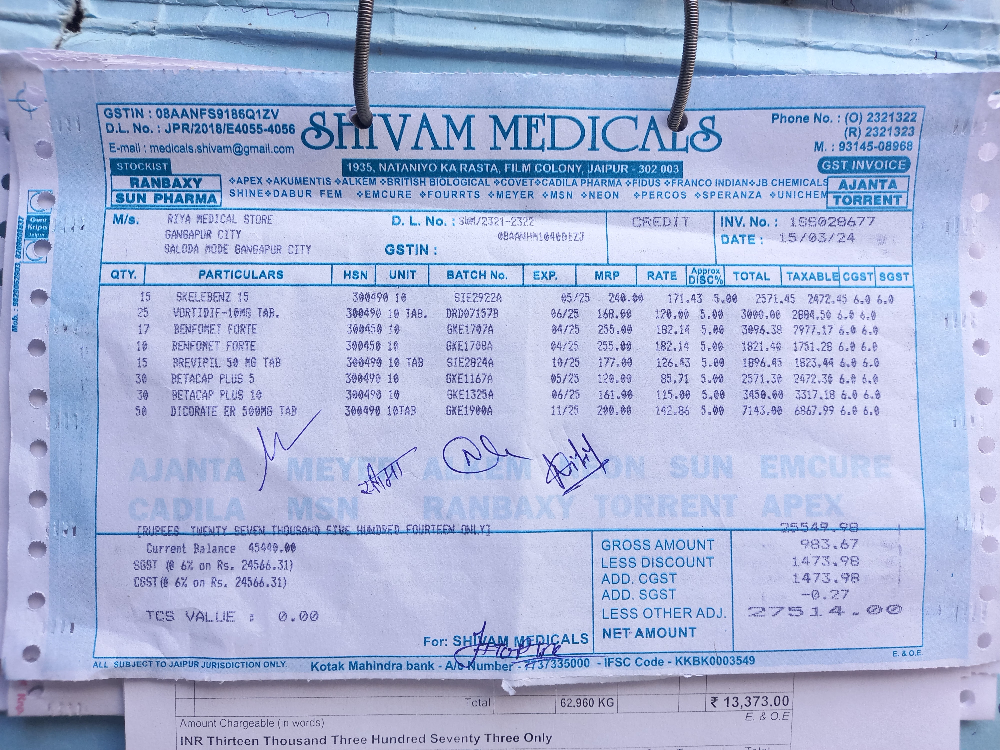 GSTIN : 08AANFS9186Q1ZV
D.L. No. : JPR/2018/E4055-4056
E-mail : medicals.shivam@gmail.com
SHIVAM MEDICALS
Phone No. : (O) 2321322
(R) 2321323
M. : 93145-08968
STOCKIST
1935, NATANIYO KA RASTA, FILM COLONY, JAIPUR - 302 003
GST INVOICE
RANBAXY
SUN PHARMA
❖APEX ❖AKUMENTIS ❖ALKEM ❖BRITISH BIOLOGICAL ❖COVET❖CADILA PHARMA ❖FIDUS ❖FRANCO INDIAN❖JB CHEMICALS
SHINE❖DABUR FEM ❖EMCURE ❖FOURRTS ❖MEYER ❖MSN ❖NEON ❖PERCOS ❖SPERANZA ❖UNICHEM
AJANTA
TORRENT
M/s. RIYA MEDICAL STORE
GANGAPUR CITY
SALODA MODE GANGAPUR CITY
D. L. No. : SWM/2321-2322
GSTIN :
CREDIT
INV. No. : 188028677
DATE : 15/03/24
QTY. PARTICULARS HSN UNIT BATCH No. EXP. MRP RATE Approx DISC% TOTAL TAXABLE CGST SGST
15 SKELEBENZ 15 300490 10 SIE2922A 05/25 240.00 171.43 5.00 2571.45 2472.45 6.0 6.0
25 VORTIDIF-10MG TAB. 300490 10 TAB. DRD07157B 06/25 168.00 120.00 5.00 3000.00 2884.50 6.0 6.0
17 BENFOMET FORTE 300450 10 GKE1707A 04/25 255.00 182.14 5.00 3096.38 2977.17 6.0 6.0
10 BENFOMET FORTE 300450 10 GKE1708A 04/25 255.00 182.14 5.00 1821.40 1751.28 6.0 6.0
15 BREVIPIL 50 MG TAB 300490 10 TAB SIE2824A 10/25 177.00 126.43 5.00 1896.45 1823.44 6.0 6.0
30 BETACAP PLUS 5 300490 10 GKE1167A 05/25 120.00 85.71 5.00 2571.30 2472.30 6.0 6.0
30 BETACAP PLUS 10 300490 10 GKE1325A 06/25 161.00 115.00 5.00 3450.00 3317.18 6.0 6.0
50 DICORATE ER 500MG TAB 300490 10TAB GKE1900A 11/25 200.00 142.86 5.00 7143.00 6867.99 6.0 6.0
AJANTA MEYER ALKEM NEON SUN EMCURE
CADILA MSN RANBAXY TORRENT APEX
[RUPEES TWENTY SEVEN THOUSAND FIVE HUNDRED FOURTEEN ONLY]
25549.98
Current Balance 45449.00
SGST (@ 6% on Rs. 24566.31)
CGST(@ 6% on Rs. 24566.31)
TCS VALUE : 0.00
GROSS AMOUNT 983.67
LESS DISCOUNT 1473.98
ADD. CGST 1473.98
ADD. SGST -0.27
LESS OTHER ADJ. 27514.00
NET AMOUNT
For: SHIVAM MEDICALS
E. & O.E
ALL SUBJECT TO JAIPUR JURISDICTION ONLY.
Kotak Mahindra bank - A/c Number - 7737335000 - IFSC Code - KKBK0003549
Total 62.960 KG ₹ 13,373.00
Amount Chargeable (in words) E. & O.E
INR Thirteen Thousand Three Hundred Seventy Three Only